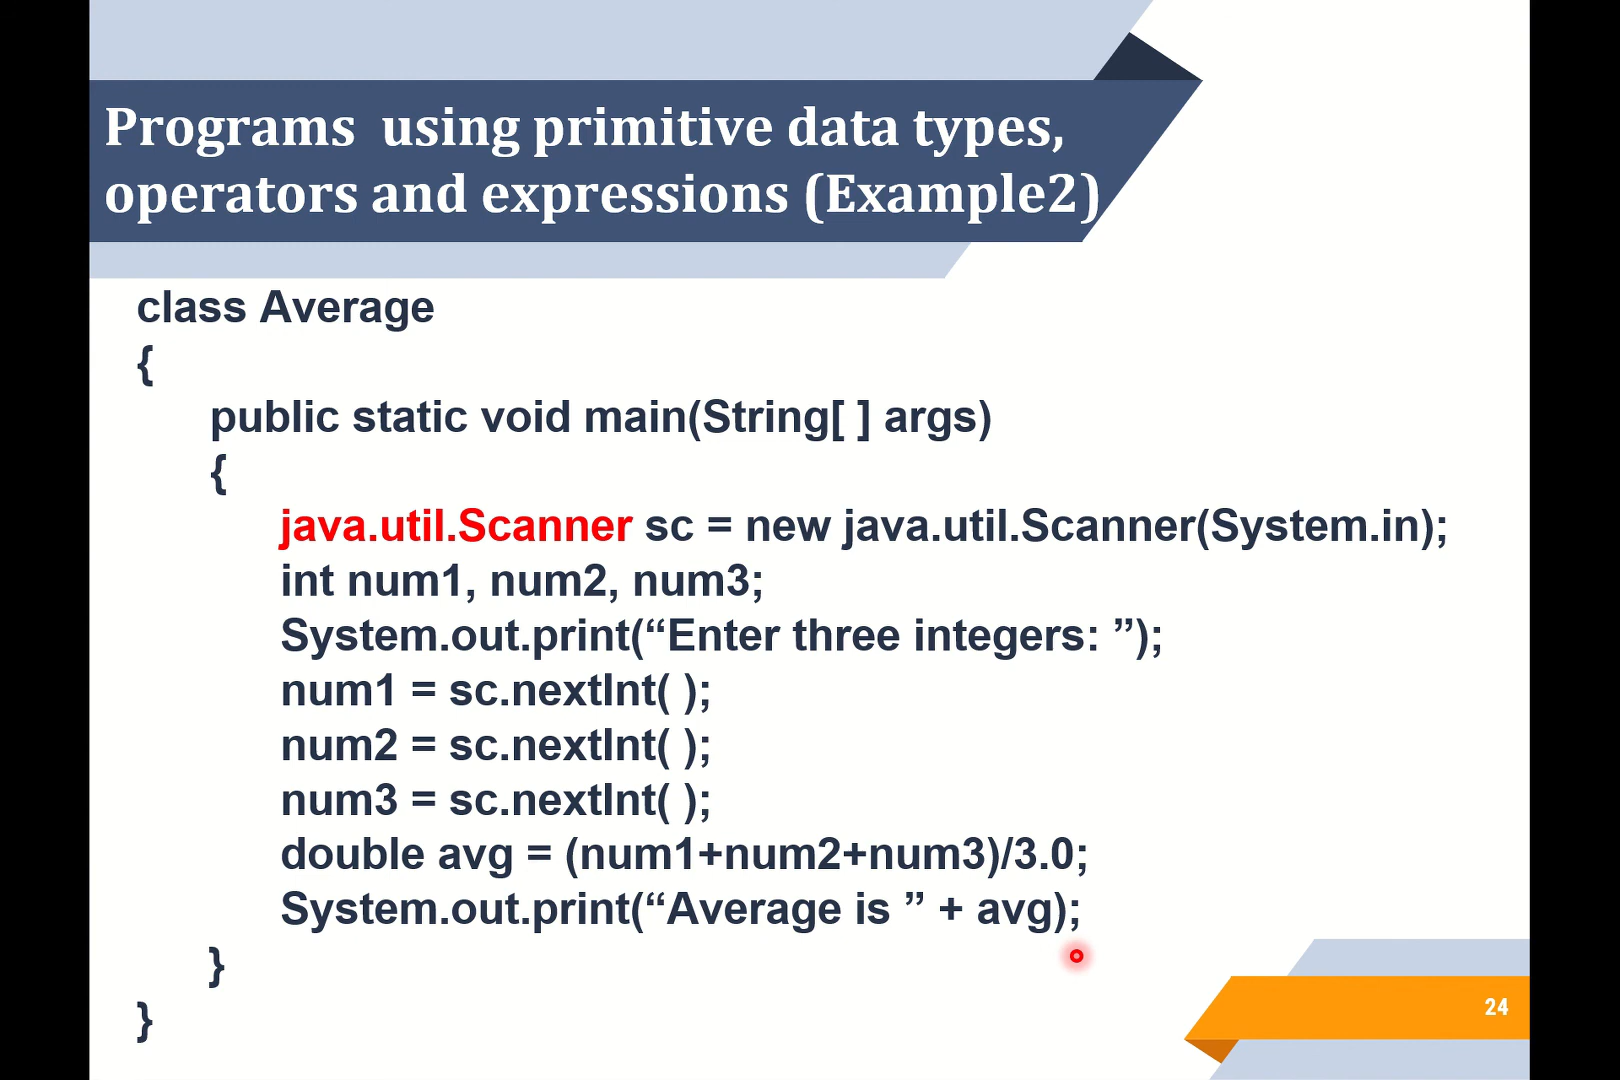 Programs  using primitive data types,
operators and expressions (Example2)
class Average
{
public static void main(String[ ] args)
{
java.util.Scanner sc = new java.util.Scanner(System.in);
int num1, num2, num3;
System.out.print(“Enter three integers: ”);
num1 = sc.nextInt( );
num2 = sc.nextInt( );
num3 = sc.nextInt( );
double avg = (num1+num2+num3)/3.0;
System.out.print(“Average is ” + avg);
}
}
24